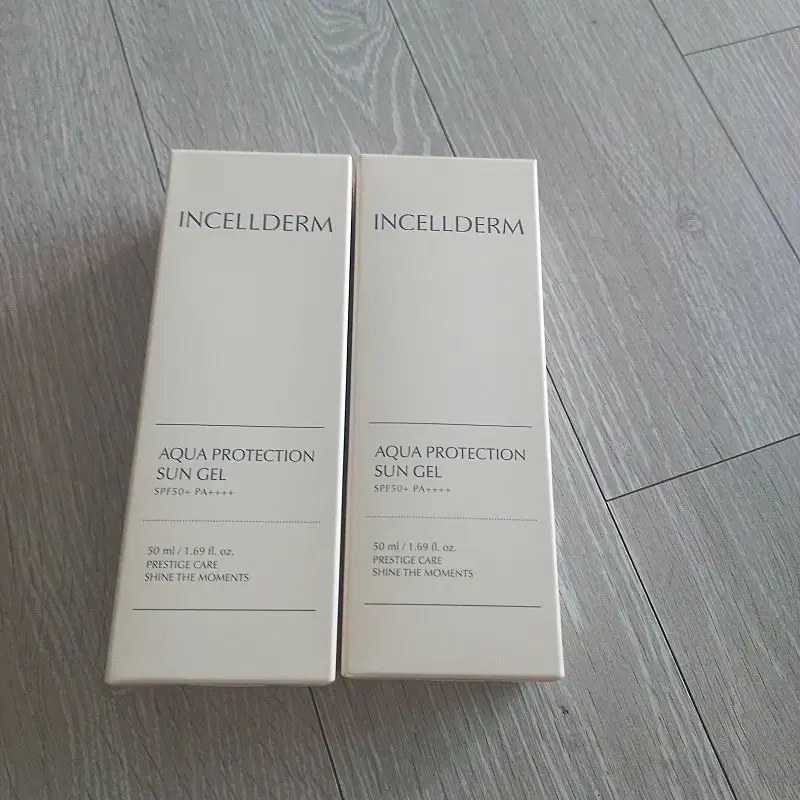 INCELLDERM
AQUA PROTECTION
SUN GEL
SPF50+ PA++++
50 ml / 1.69 fl. oz.
PRESTIGE CARE
SHINE THE MOMENTS
INCELLDERM
AQUA PROTECTION
SUN GEL
SPF50+ PA++++
50 ml / 1.69 fl. oz.
PRESTIGE CARE
SHINE THE MOMENTS